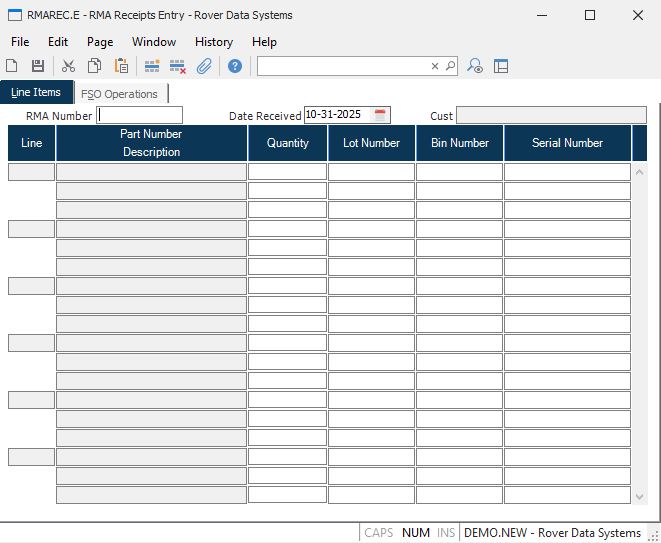 RMAREC.E - RMA Receipts Entry - Rover Data Systems
File Edit Page Window History Help
Line Items FSO Operations
RMA Number Date Received 10-31-2025 Cust
Line Part Number Description Quantity Lot Number Bin Number Serial Number
CAPS NUM INS DEMO.NEW - Rover Data Systems